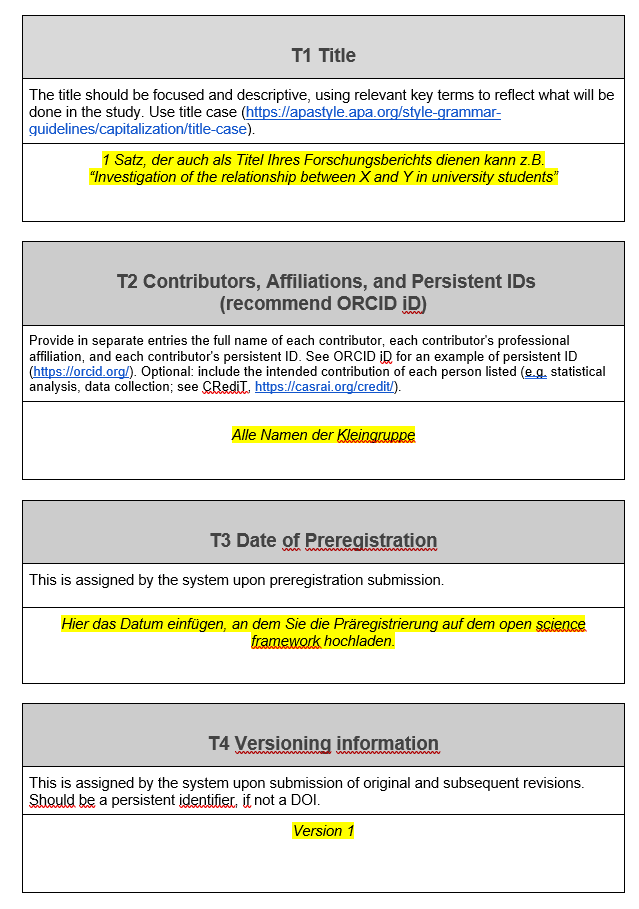 T1 Title
The title should be focused and descriptive, using relevant key terms to reflect what will be
done in the study. Use title case (https://apastyle.apa.org/style-grammar-
guidelines/capitalization/title-case).
1 Satz, der auch als Titel Ihres Forschungsberichts dienen kann z.B.
“Investigation of the relationship between X and Y in university students”
T2 Contributors, Affiliations, and Persistent IDs
(recommend ORCID iD)
Provide in separate entries the full name of each contributor, each contributor’s professional
affiliation, and each contributor’s persistent ID. See ORCID iD for an example of persistent ID
(https://orcid.org/). Optional: include the intended contribution of each person listed (e.g. statistical
analysis, data collection; see CRediT, https://casrai.org/credit/).
Alle Namen der Kleingruppe
T3 Date of Preregistration
This is assigned by the system upon preregistration submission.
Hier das Datum einfügen, an dem Sie die Präregistrierung auf dem open science
framework hochladen.
T4 Versioning information
This is assigned by the system upon submission of original and subsequent revisions.
Should be a persistent identifier, if not a DOI.
Version 1